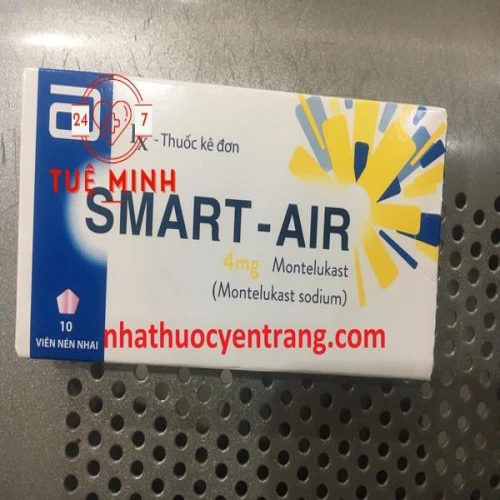 24 7
Rx - Thuốc kê đơn
TUỆ MINH
SMART-AIR
4mg Montelukast
(Montelukast sodium)
10
VIÊN NÉN NHAI
nhathuocyentrang.com